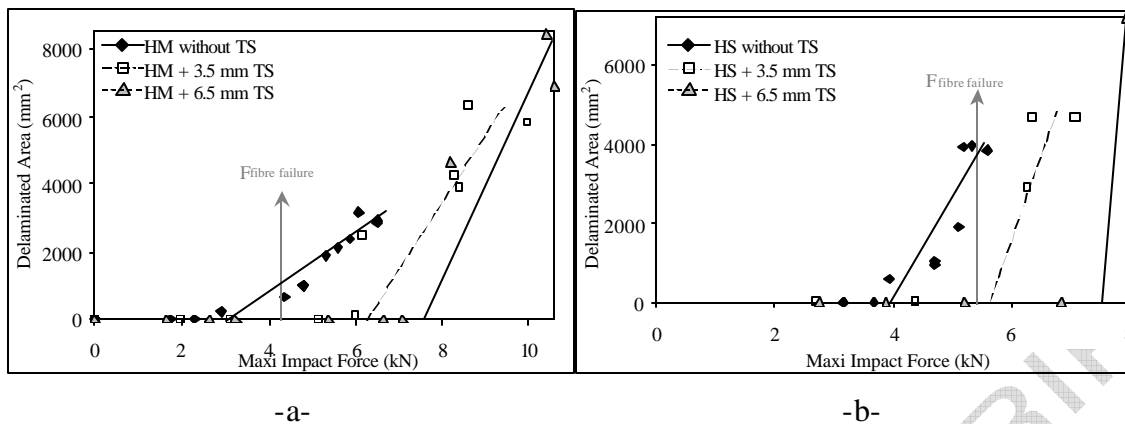 HM without TS
HM + 3.5 mm TS
HM + 6.5 mm TS
Ffibre failure
Delaminated Area (mm2)
8000
6000
4000
2000
0
0 2 4 6 8 10
Maxi Impact Force (kN)
-a-
HS without TS
HS + 3.5 mm TS
HS + 6.5 mm TS
Ffibre failure
Delaminated Area (mm2)
6000
4000
2000
0
0 2 4 6
Maxi Impact Force (kN)
-b-